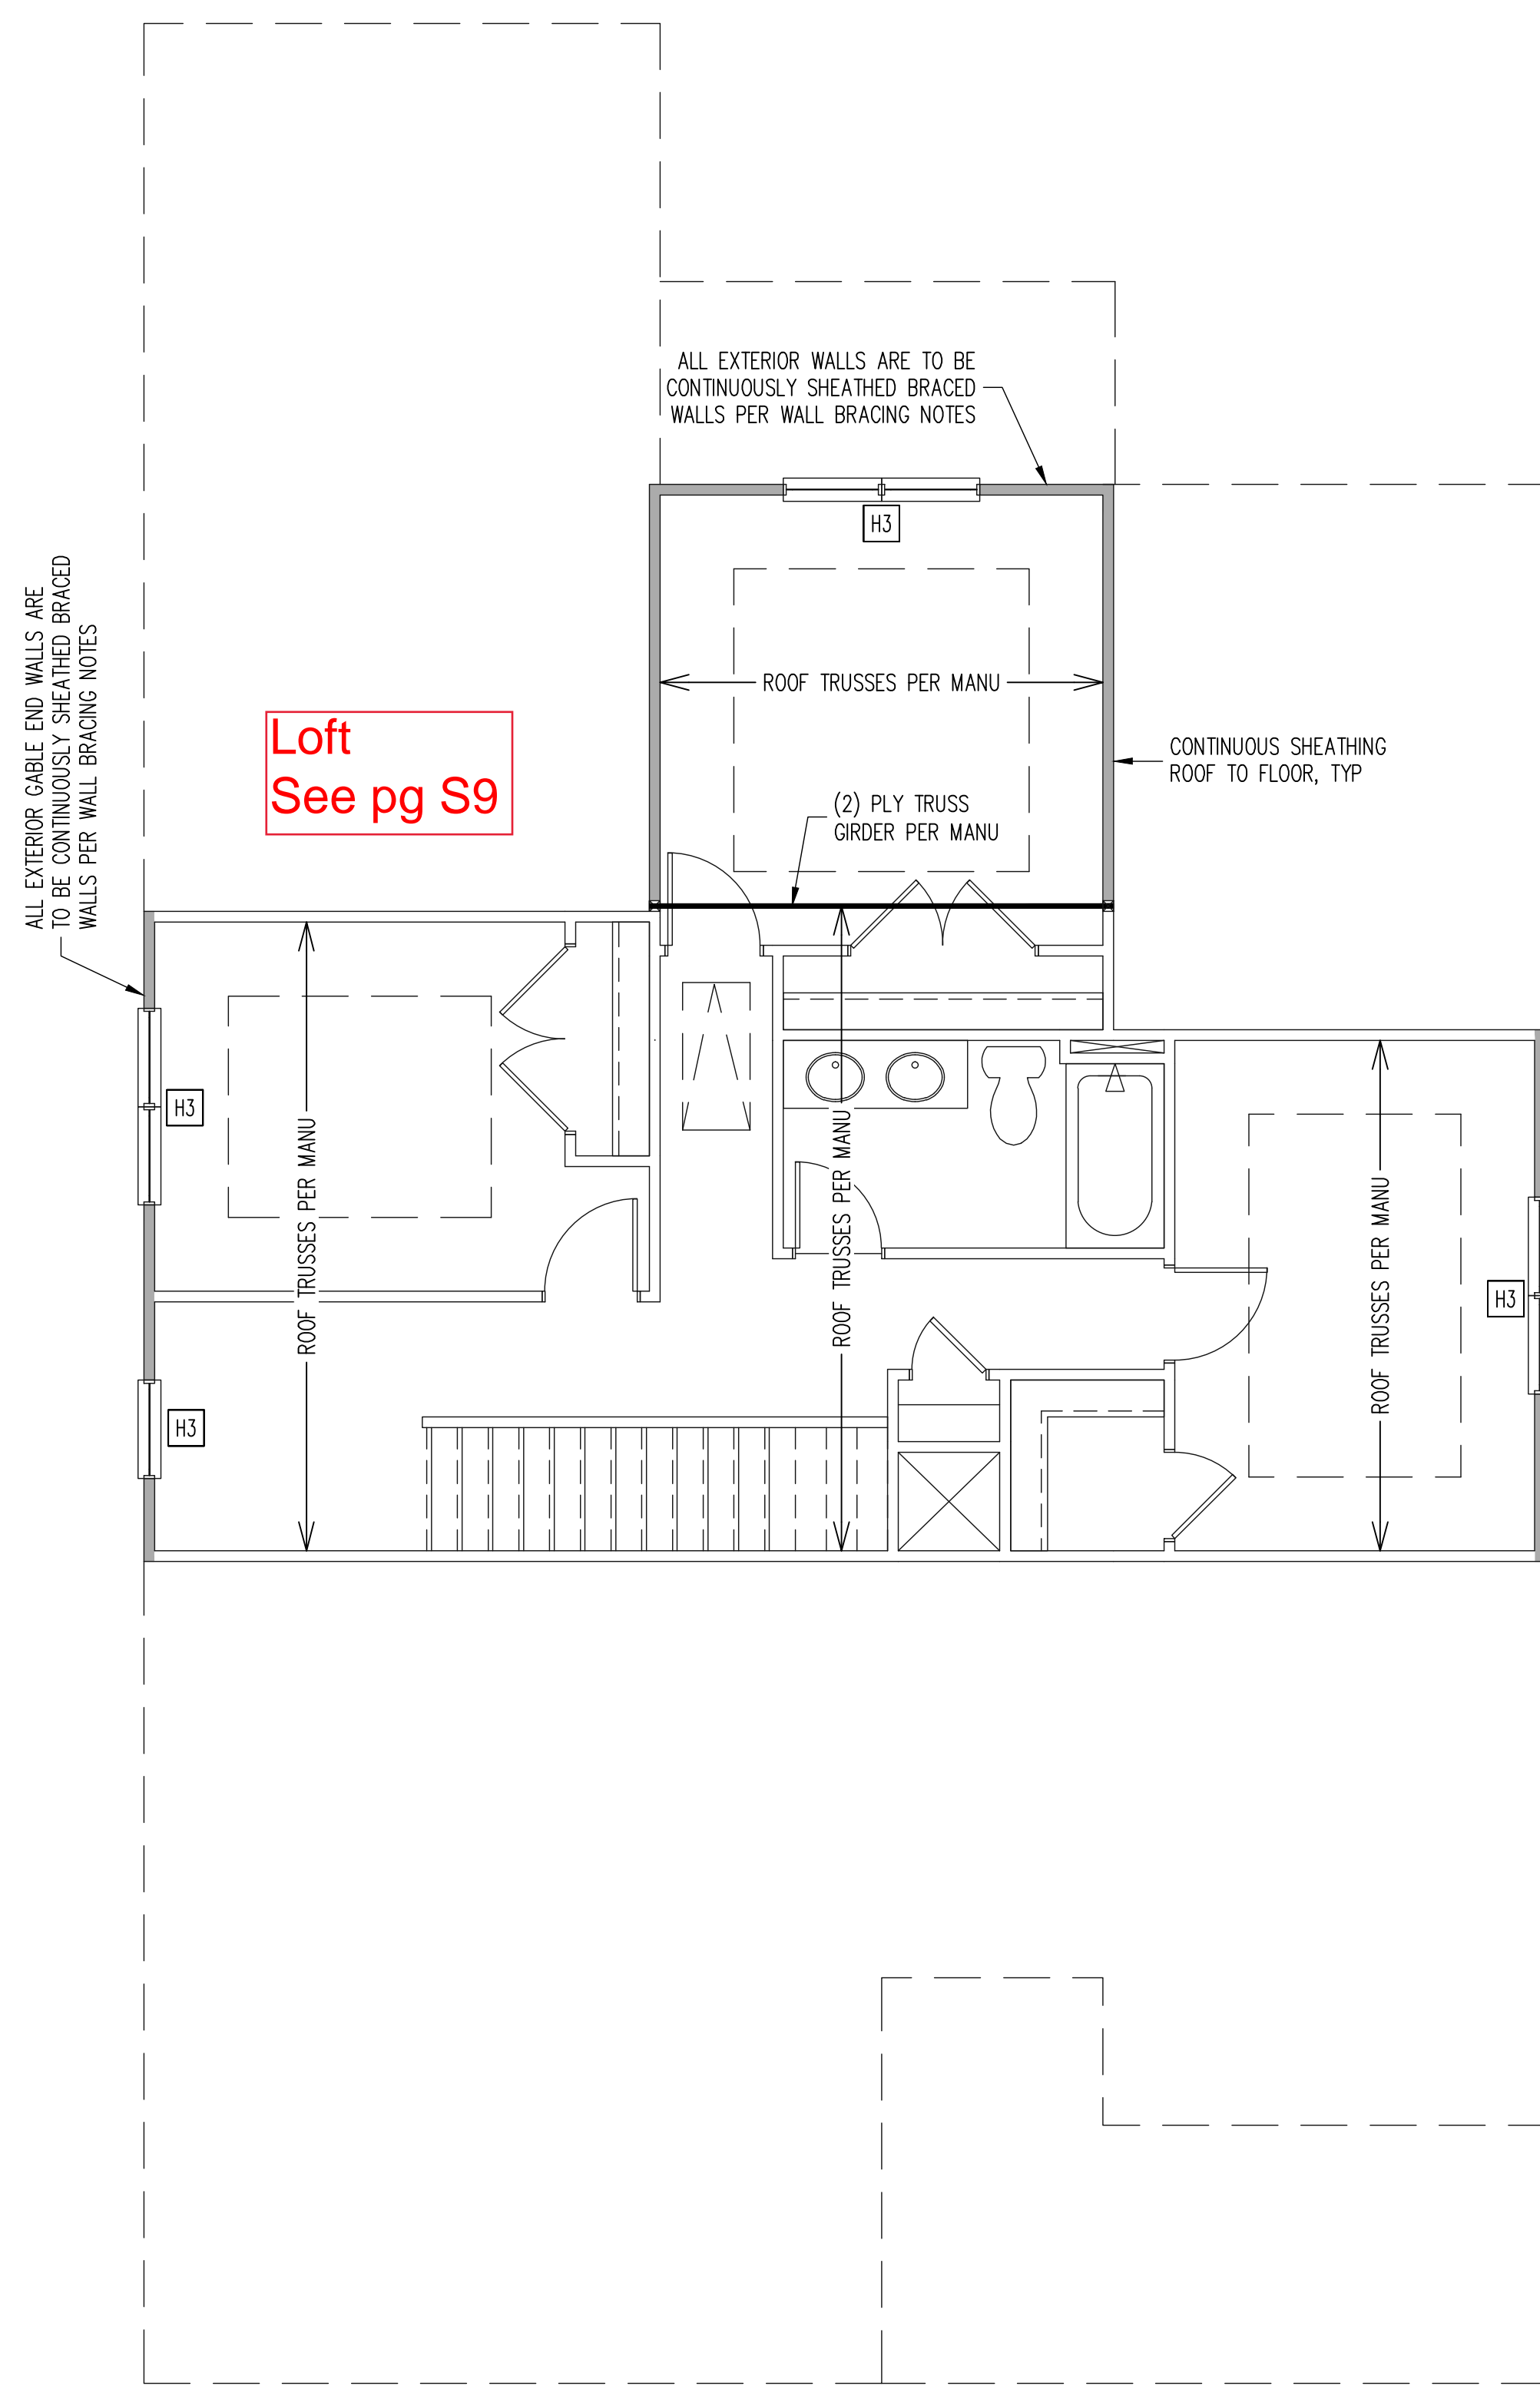 ALL EXTERIOR WALLS ARE TO BE
CONTINUOUSLY SHEATHED BRACED
WALLS PER WALL BRACING NOTES
H3
ALL EXTERIOR GABLE END WALLS ARE
TO BE CONTINUOUSLY SHEATHED BRACED
WALLS PER WALL BRACING NOTES
ROOF TRUSSES PER MANU
Loft
See pg S9
CONTINUOUS SHEATHING
ROOF TO FLOOR, TYP
(2) PLY TRUSS
GIRDER PER MANU
H3
ROOF TRUSSES PER MANU
ROOF TRUSSES PER MANU
ROOF TRUSSES PER MANU
H3
H3